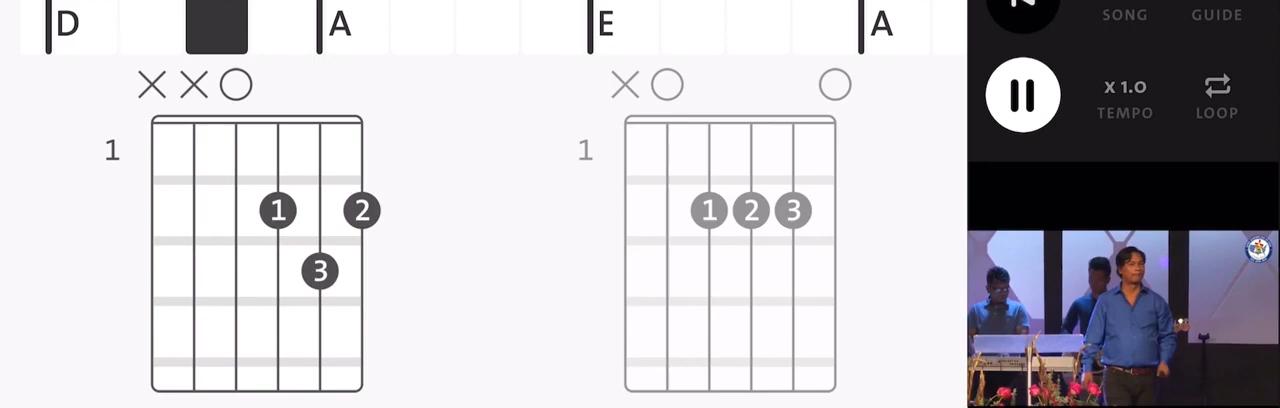 D A E A
SONG GUIDE
X 1.0
TEMPO LOOP
1 1
1 2 1 2 3
3